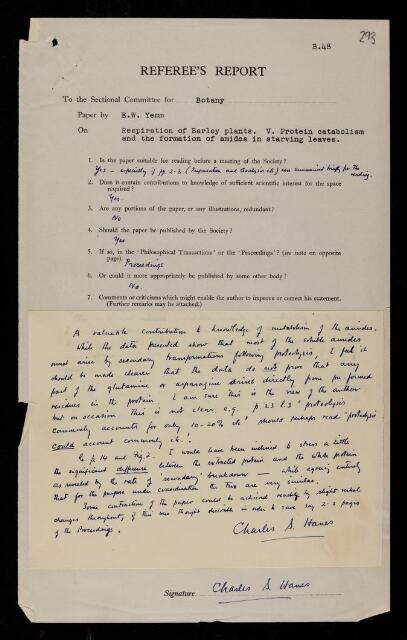 293
B.48
REFEREE'S REPORT
To the Sectional Committee for Botany
Paper by E.W. Yemm
On Respiration of Barley plants. V. Protein catabolism
and the formation of amides in starving leaves.
1. Is the paper suitable for reading before a meeting of the Society?
Yes – especially if pp. 2-3 (Preparation and Analysis etc) were summarised briefly for the
reading.
2. Does it contain contributions to knowledge of sufficient scientific interest for the space
required?
Yes.
3. Are any portions of the paper, or any illustrations, redundant?
No
4. Should the paper be published by the Society?
Yes
5. If so, in the 'Philosophical Transactions' or the 'Proceedings'? (see note on opposite
page).
Proceedings
6. Or could it more appropriately be published by some other body?
No.
7. Comments or criticisms which might enable the author to improve or correct his statement.
(Further remarks may be attached.)
A valuable contribution to knowledge of metabolism of the amides.
While the data presented show that most of the soluble amides
must arise by secondary transformations following proteolysis, I feel it
should be made clearer that the data do not prove that any
part of the glutamine or asparagine arises directly from pre-formed
residues in the protein. I am sure this is the view of the author
but on occasion this is not clear, e.g. p. 23 l.3 "proteolysis
commonly accounts for only 10-20% etc" should perhaps read "proteolysis
could account commonly etc."
In p. 14 and Fig. 2. I would have been inclined to stress a little
the significant difference between the extracted protein and the whole protein
as revealed by the rate of 'secondary' breakdown — while agreeing entirely
that for the purpose under consideration the two are very similar.
Some contraction of the paper could be achieved readily by slight verbal
changes throughout, if this were thought desirable in order to save say 2-3 pages
of the Proceedings.
Charles S. Hanes
Signature Charles S. Hanes